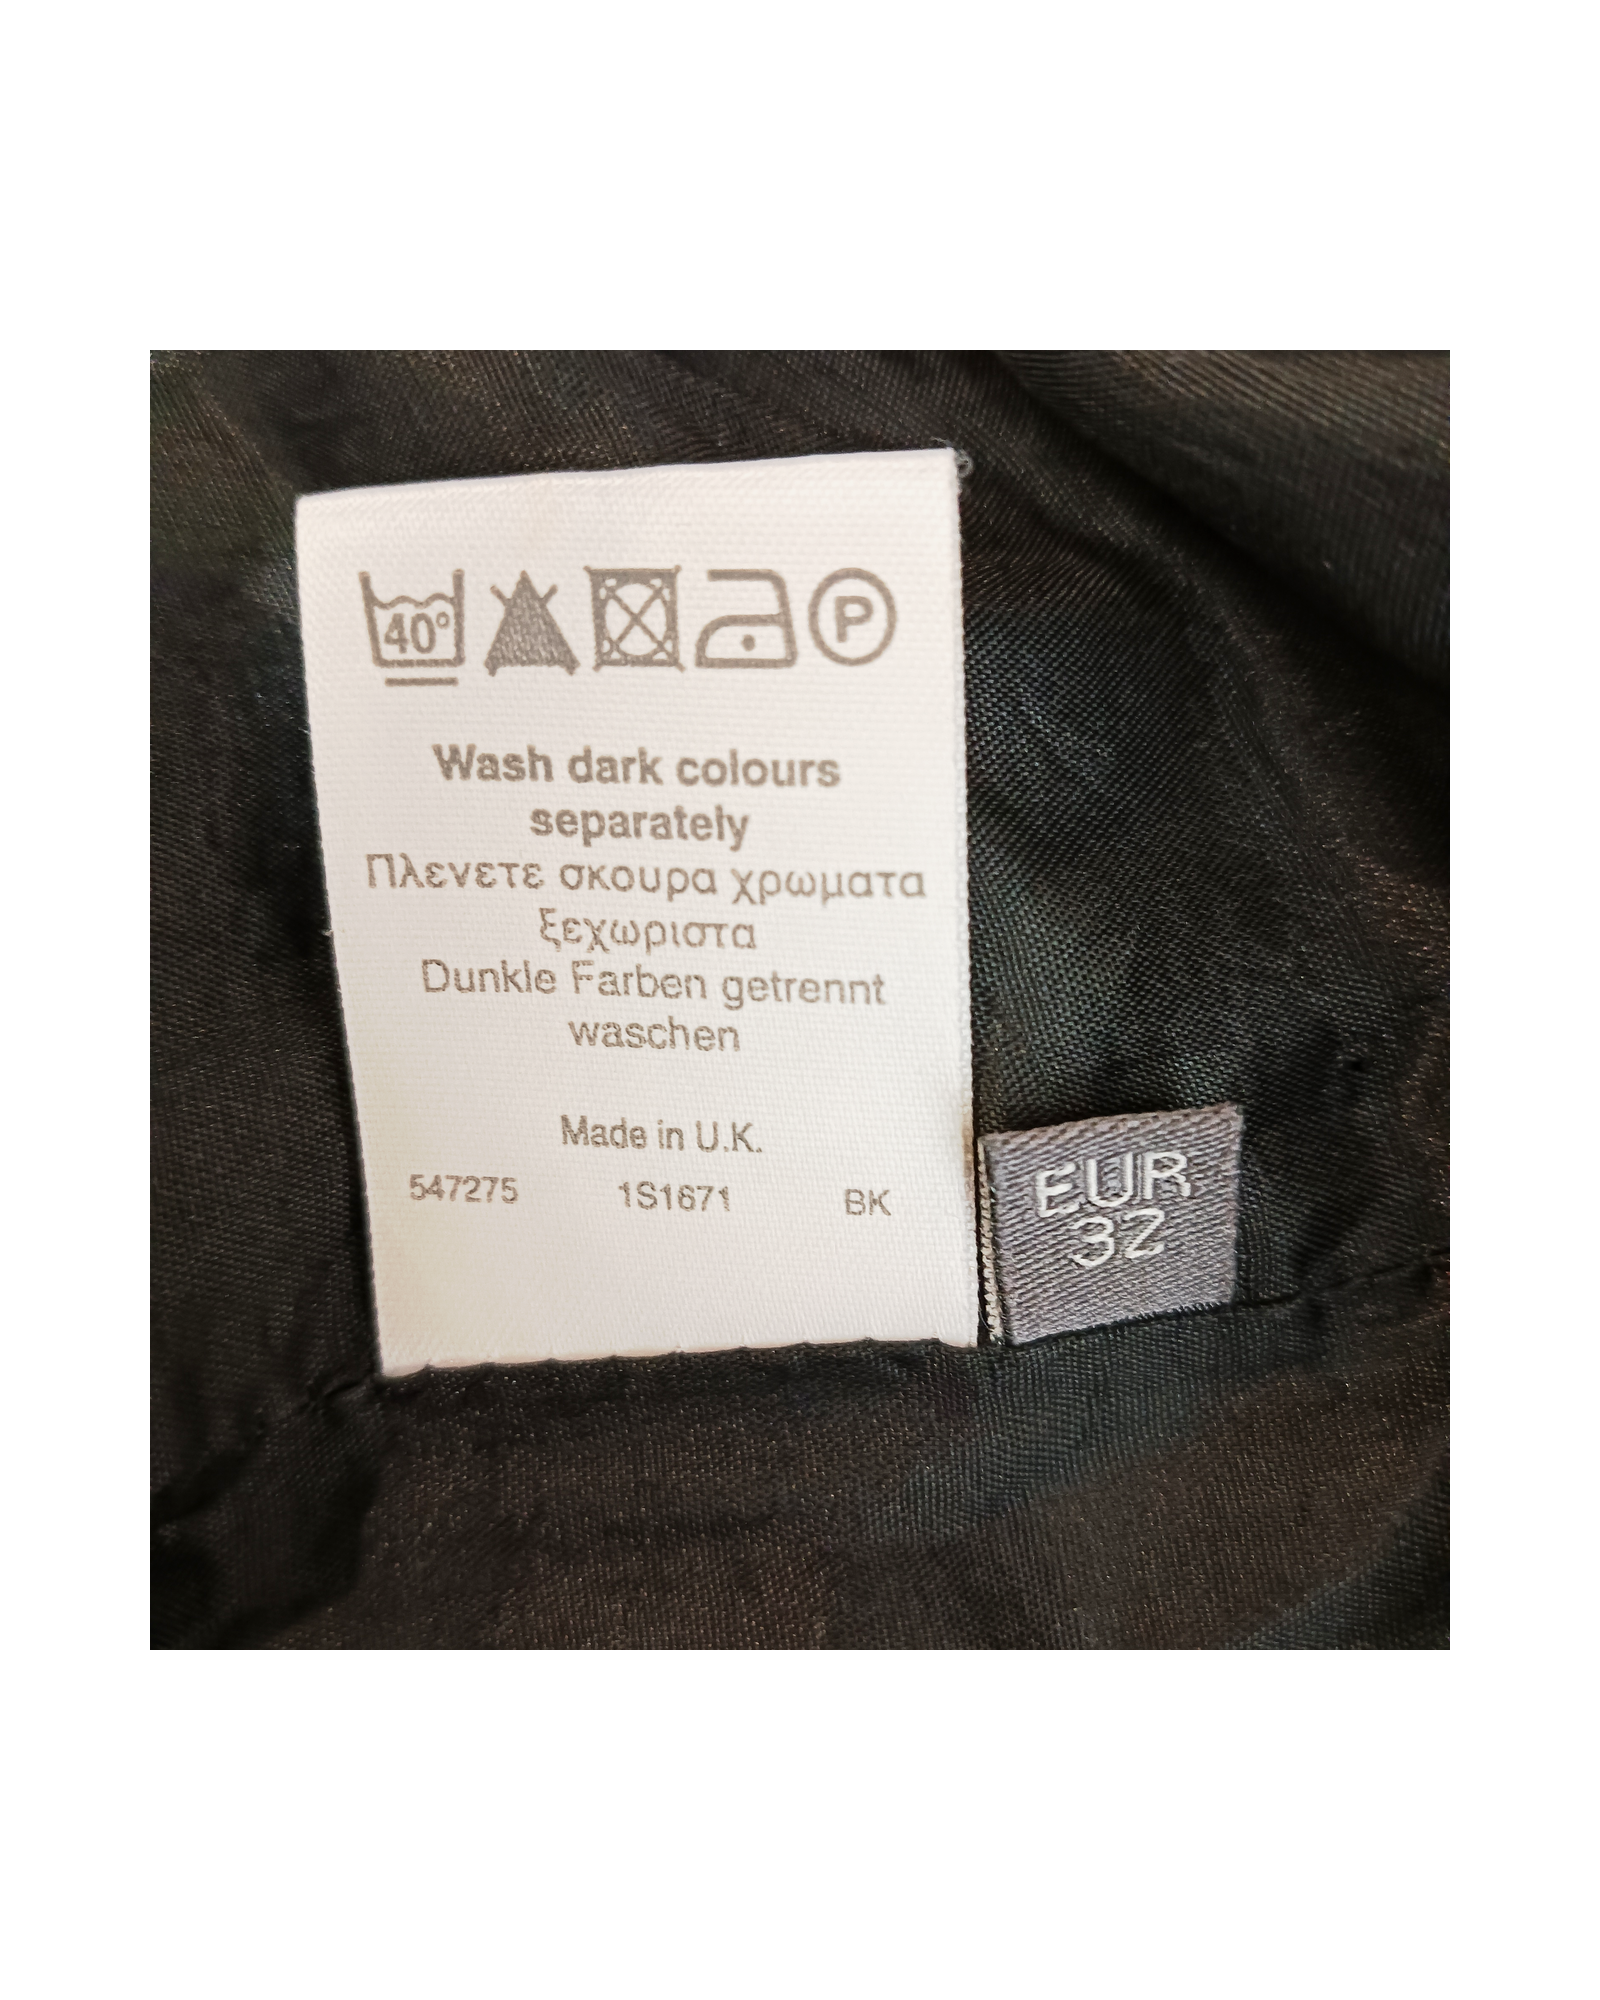 40°
P
Wash dark colours
separately
Πλενετε σκουρα χρωματα
ξεχωριστα
Dunkle Farben getrennt
waschen
Made in U.K.
547275 1S1671 BK
EUR
32